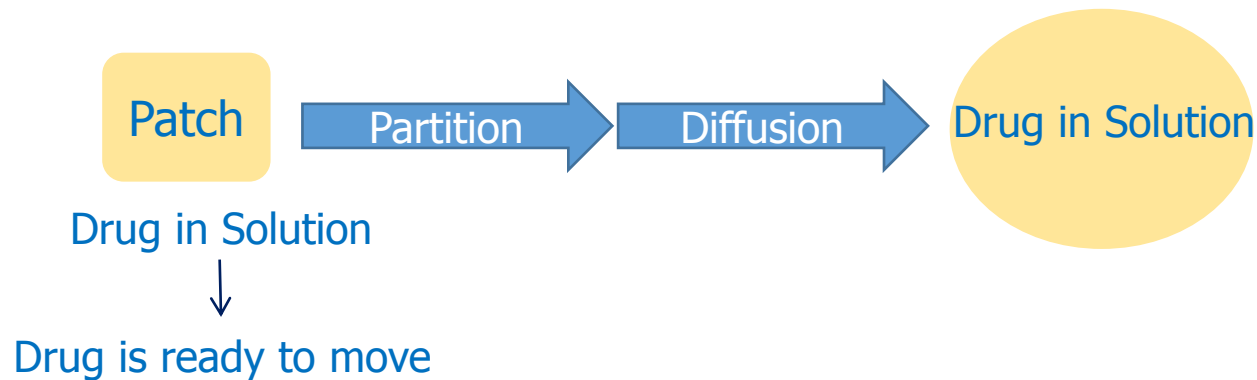 Patch
Partition
Diffusion
Drug in Solution
Drug in Solution
Drug is ready to move